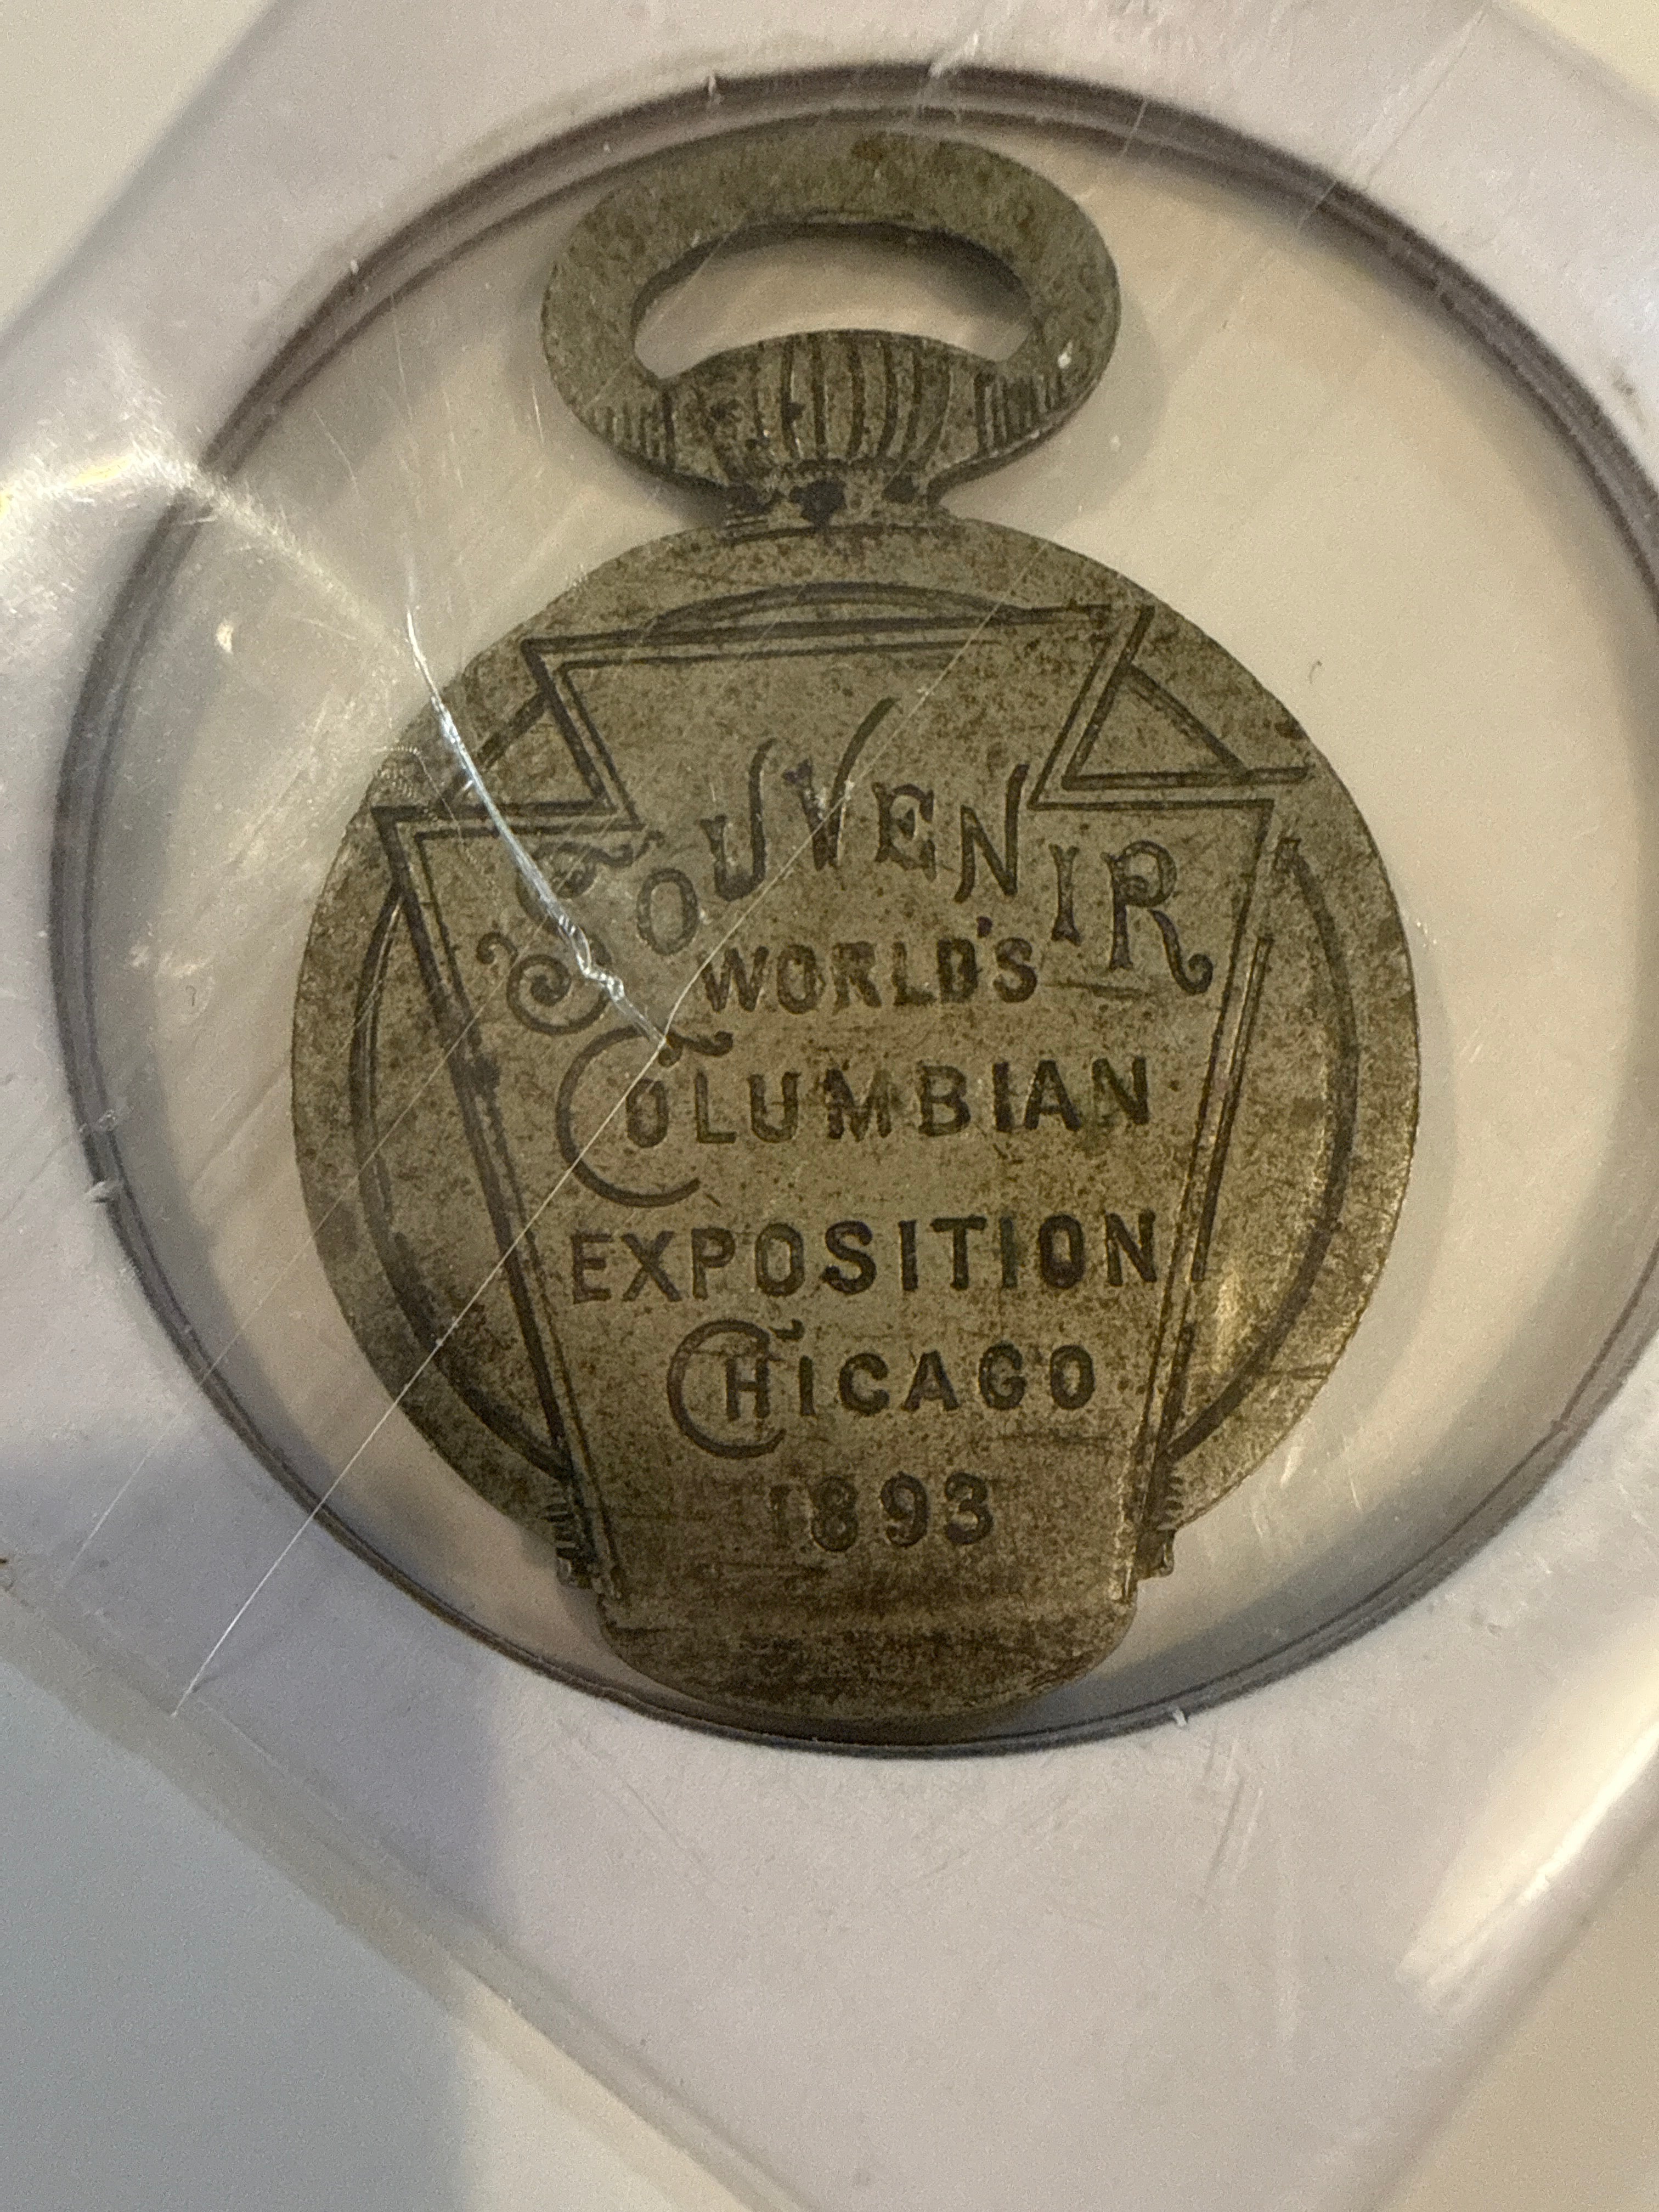 SOUVENIR
WORLD'S
COLUMBIAN
EXPOSITION
CHICAGO
1893